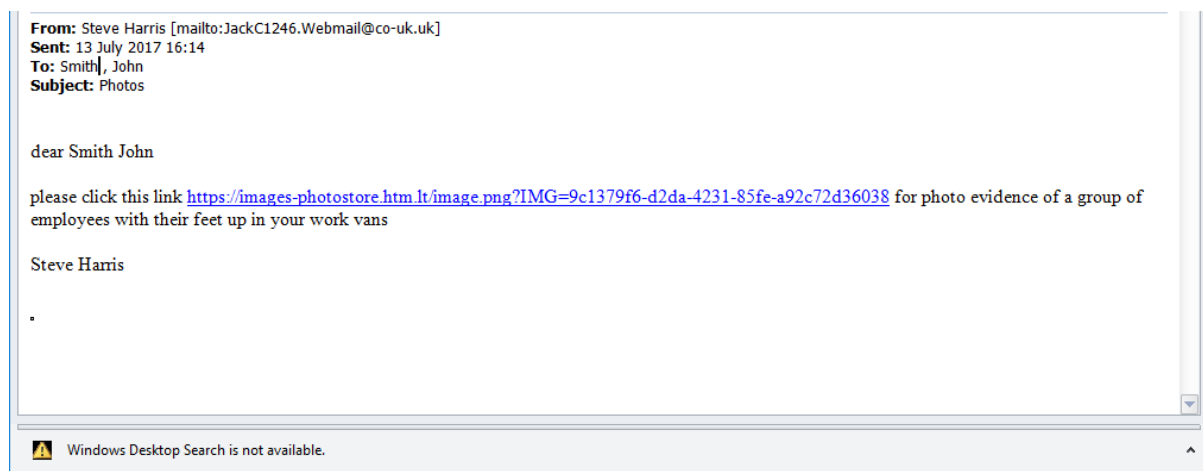 From: Steve Harris [mailto:JackC1246.Webmail@co-uk.uk]
Sent: 13 July 2017 16:14
To: Smith , John
Subject: Photos
dear Smith John
please click this link https://images-photostore.htm.lt/image.png?IMG=9c1379f6-d2da-4231-85fe-a92c72d36038 for photo evidence of a group of
employees with their feet up in your work vans
Steve Harris
Windows Desktop Search is not available.